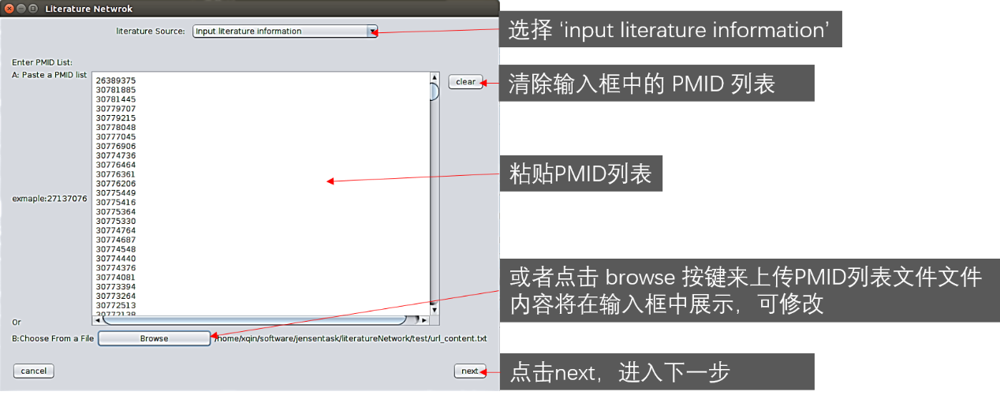 Literature Netwrok
literature Source: Input literature information
选择 ‘input literature information’
Enter PMID List:
A: Paste a PMID list
clear
清除输入框中的 PMID 列表
26389375
30781885
30781445
30779707
30779215
30778048
30777045
30776906
30774736
30776464
30776361
30776206
30775449
30775416
30775364
30775330
30774764
30774687
30774548
30774440
30774376
30774081
30773394
30773264
30772513
30772138
粘贴PMID列表
exmaple:27137076
或者点击 browse 按键来上传PMID列表文件文件
内容将在输入框中展示，可修改
Or
B:Choose From a File Browse /home/xqin/software/jensentask/literatureNetwork/test/url_content.txt
cancel
next
点击next，进入下一步